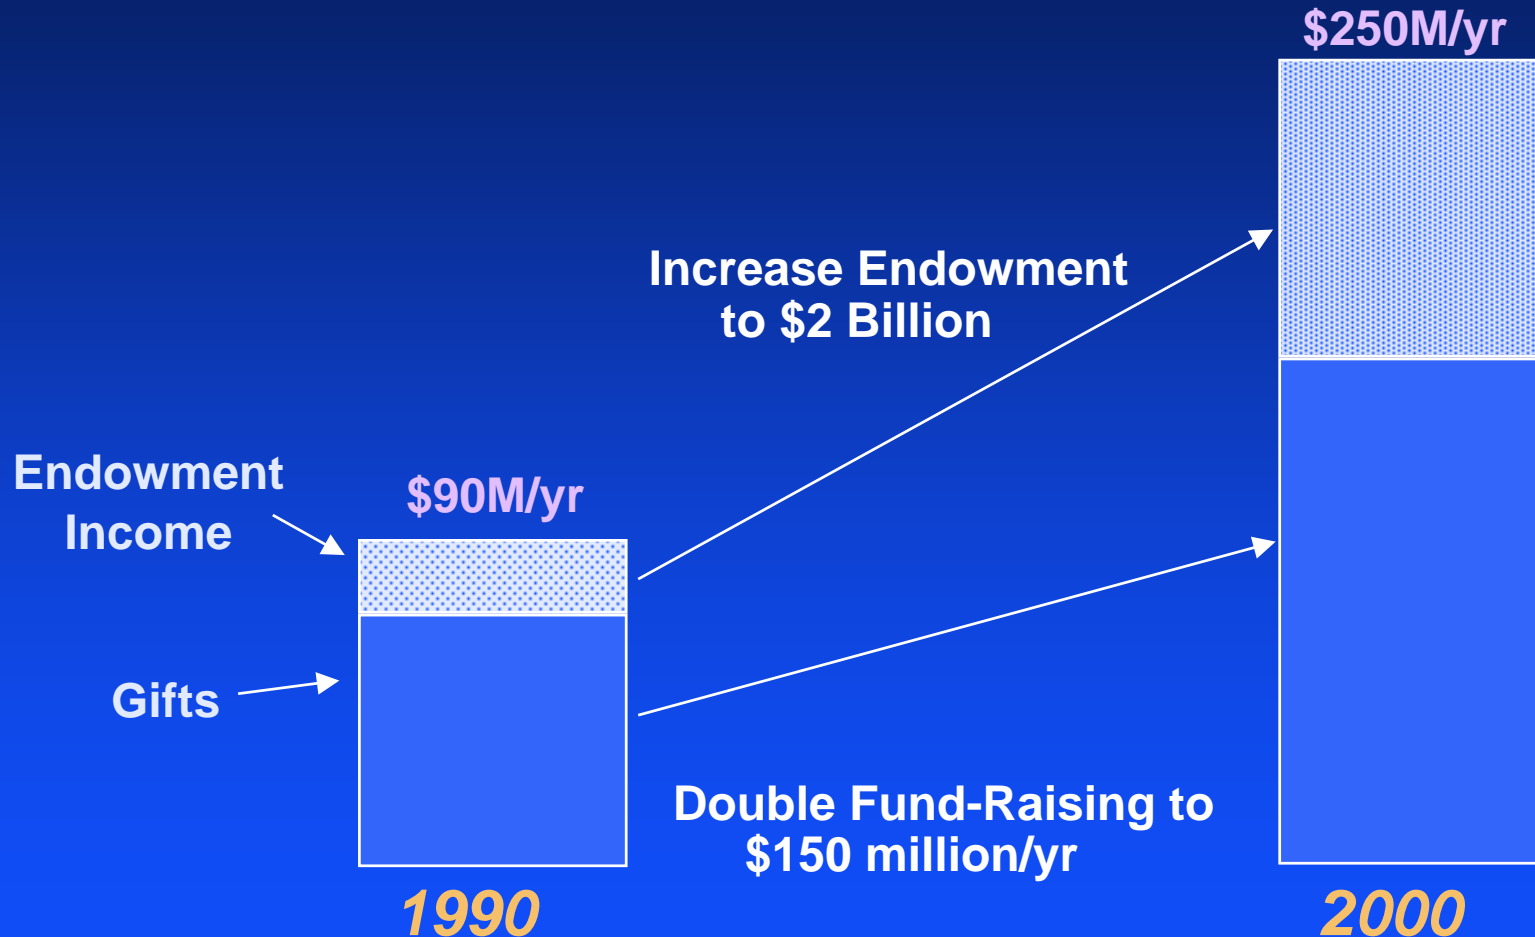 $250M/yr
Increase Endowment
to $2 Billion
Endowment
Income
$90M/yr
Gifts
Double Fund-Raising to
$150 million/yr
1990
2000